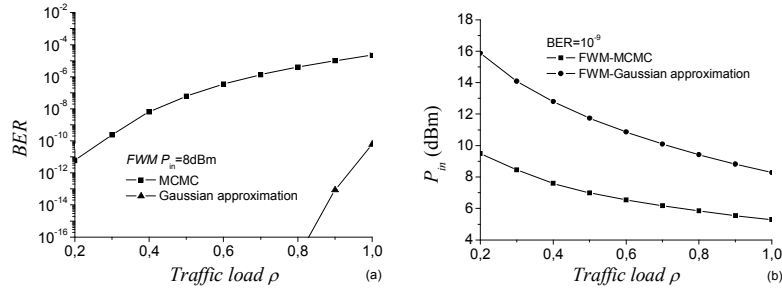 10⁰
10⁻²
10⁻⁴
10⁻⁶
10⁻⁸
10⁻¹⁰
10⁻¹²
10⁻¹⁴
10⁻¹⁶
BER
FWM P_in=8dBm
MCMC
Gaussian approximation
0,2 0,4 0,6 0,8 1,0
Traffic load ρ (a)
18
16
14
12
10
8
6
4
P_in (dBm)
BER=10⁻⁹
FWM-MCMC
FWM-Gaussian approximation
0,2 0,4 0,6 0,8 1,0
Traffic load ρ (b)